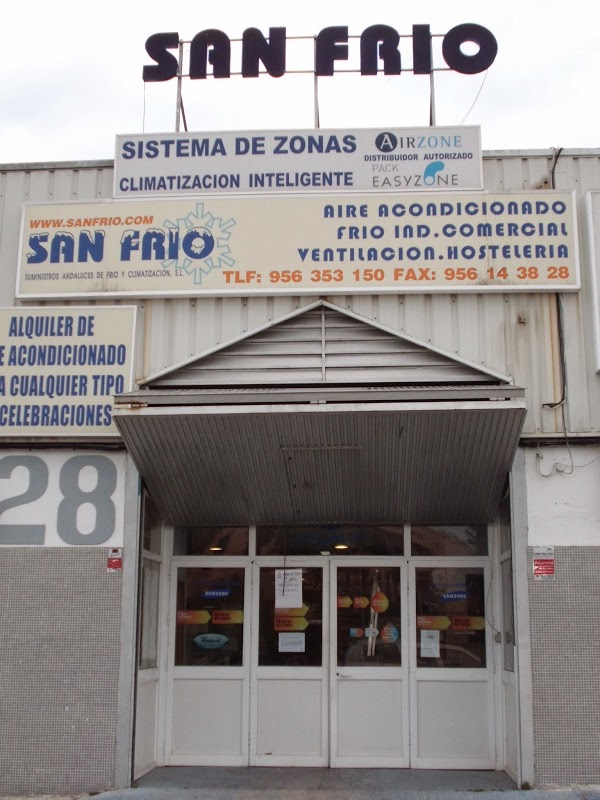 SAN FRIO
SISTEMA DE ZONAS
CLIMATIZACION INTELIGENTE
AIRZONE
DISTRIBUIDOR AUTORIZADO
PACK
EASYZONE
WWW.SANFRIO.COM
SAN FRIO
SUMINISTROS ANDALUCES DE FRIO Y CLIMATIZACION, S.L
AIRE ACONDICIONADO
FRIO IND.COMERCIAL
VENTILACION.HOSTELERIA
TLF: 956 353 150 FAX: 956 14 38 28
ALQUILER DE
E ACONDICIONADO
A CUALQUIER TIPO
CELEBRACIONES
28
SAMSUNG
SAMSUNG